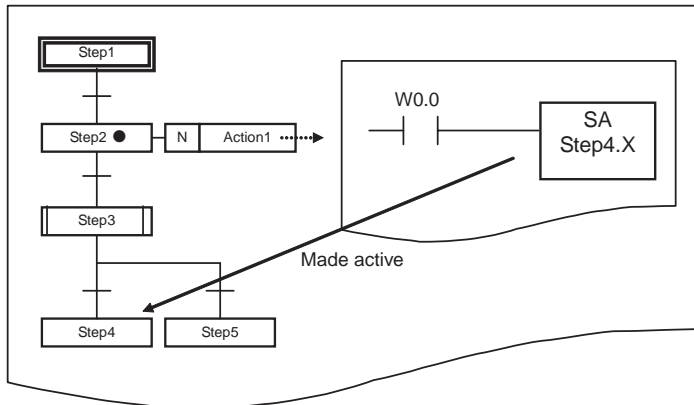 Step1
W0.0
SA
Step4.X
Step2
N
Action1
Step3
Made active
Step4
Step5